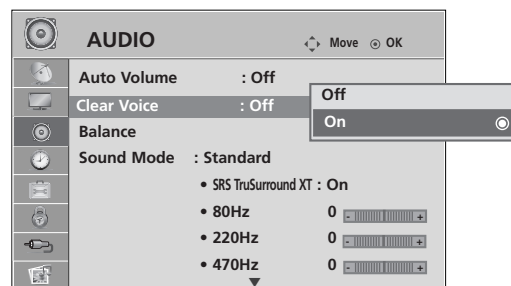 AUDIO Move OK
Auto Volume : Off
Clear Voice : Off
Off
On
Balance
Sound Mode : Standard
• SRS TruSurround XT : On
• 80Hz 0 - +
• 220Hz 0 - +
• 470Hz 0 - +